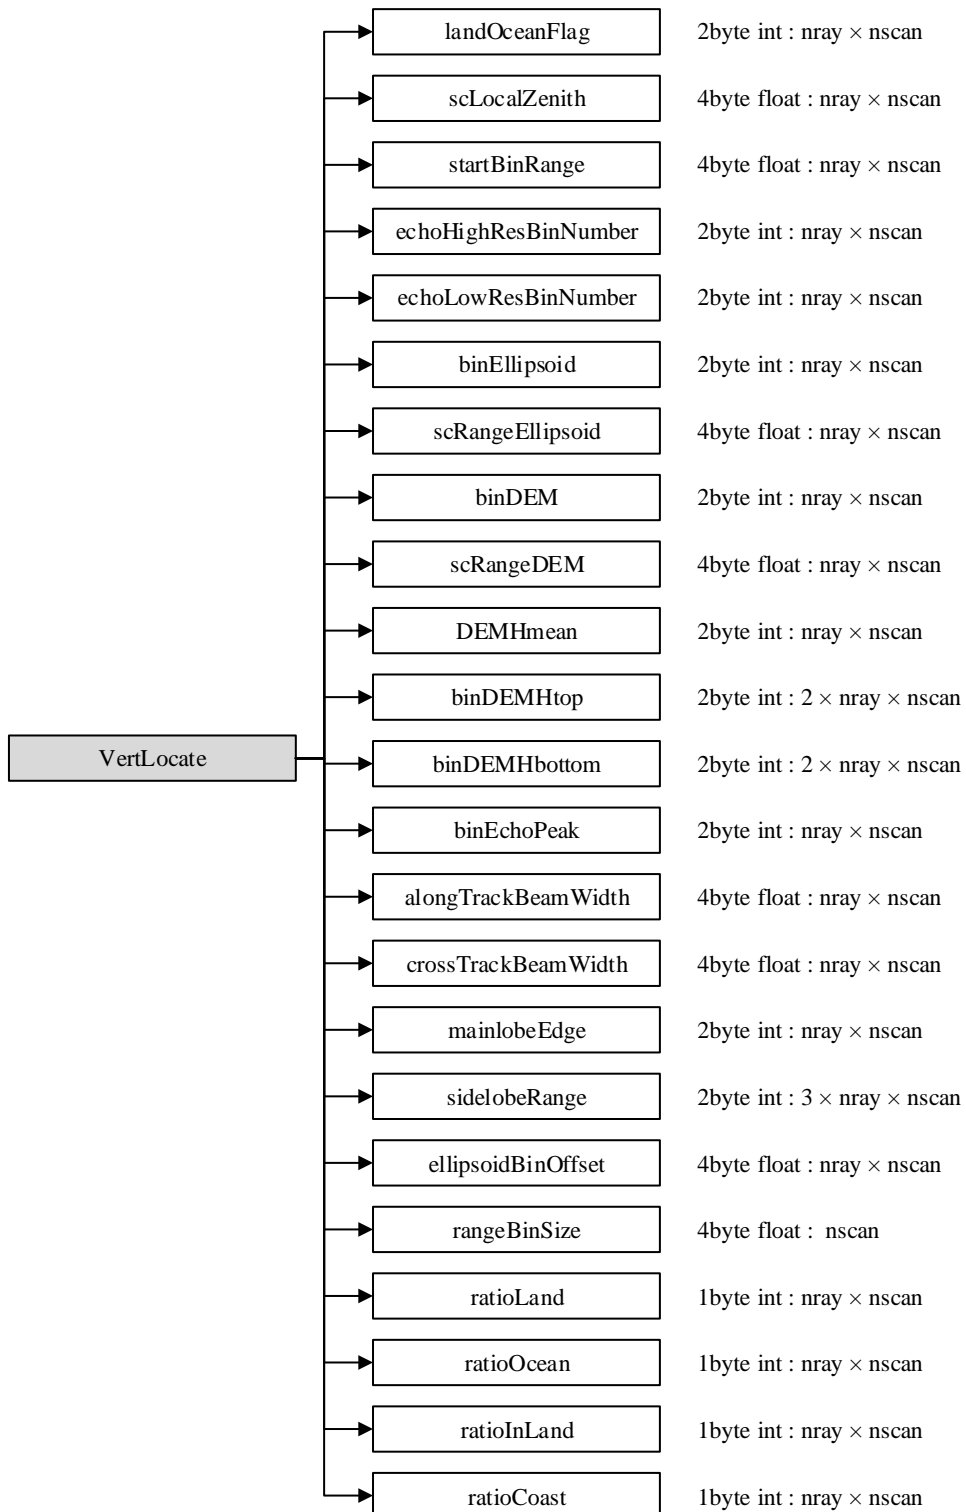 landOceanFlag 2byte int : nray × nscan
scLocalZenith 4byte float : nray × nscan
startBinRange 4byte float : nray × nscan
echoHighResBinNumber 2byte int : nray × nscan
echoLowResBinNumber 2byte int : nray × nscan
binEllipsoid 2byte int : nray × nscan
scRangeEllipsoid 4byte float : nray × nscan
binDEM 2byte int : nray × nscan
scRangeDEM 4byte float : nray × nscan
DEMHmean 2byte int : nray × nscan
binDEMHtop 2byte int : 2 × nray × nscan
VertLocate binDEMHbottom 2byte int : 2 × nray × nscan
binEchoPeak 2byte int : nray × nscan
alongTrackBeamWidth 4byte float : nray × nscan
crossTrackBeamWidth 4byte float : nray × nscan
mainlobeEdge 2byte int : nray × nscan
sidelobeRange 2byte int : 3 × nray × nscan
ellipsoidBinOffset 4byte float : nray × nscan
rangeBinSize 4byte float : nscan
ratioLand 1byte int : nray × nscan
ratioOcean 1byte int : nray × nscan
ratioInLand 1byte int : nray × nscan
ratioCoast 1byte int : nray × nscan